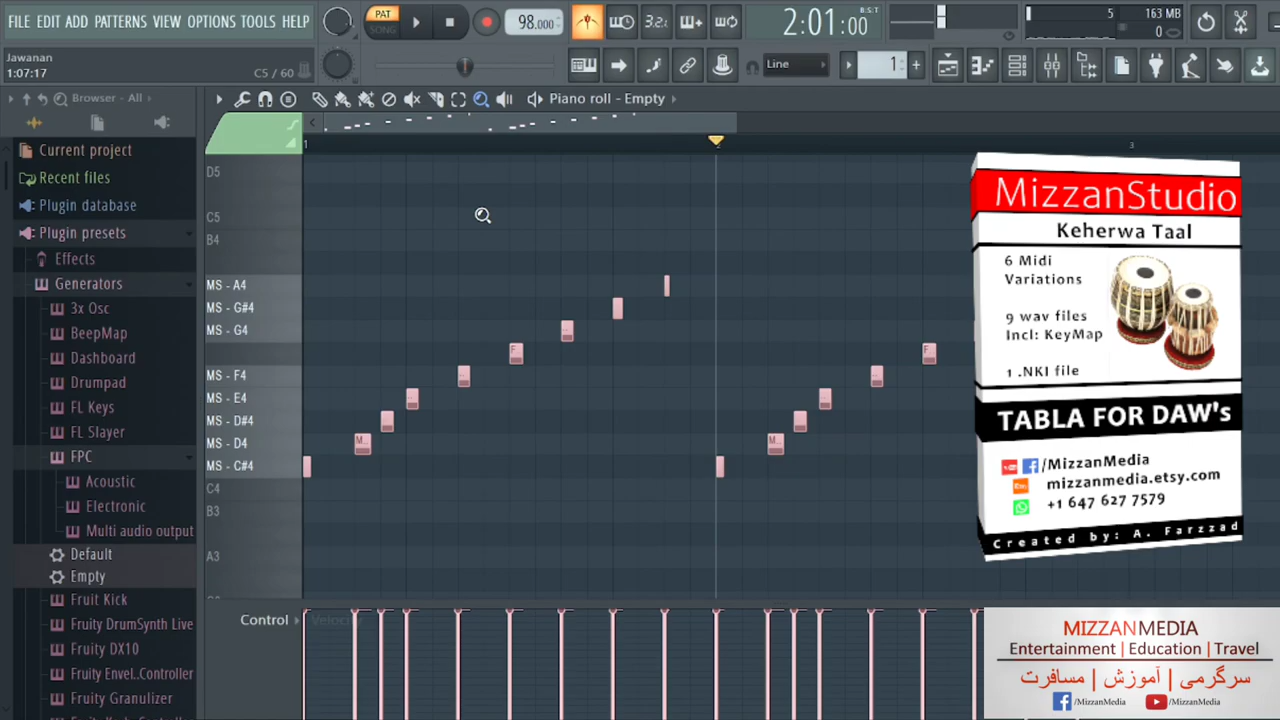 FILE EDIT ADD PATTERNS VIEW OPTIONS TOOLS HELP
PAT
SONG
98.000
3.2.
2:01:00
B:S:T
5
163 MB
0
Jawanan
1:07:17
C5 / 60
Line
1
Browser - All
Piano roll - Empty
Current project
Recent files
Plugin database
Plugin presets
Effects
Generators
3x Osc
BeepMap
Dashboard
Drumpad
FL Keys
FL Slayer
FPC
Acoustic
Electronic
Multi audio output
Default
Empty
Fruit Kick
Fruity DrumSynth Live
Fruity DX10
Fruity Envel..Controller
Fruity Granulizer
1
3
D5
C5
B4
MS - A4
MS - G#4
MS - G4
MS - F4
MS - E4
MS - D#4
MS - D4
MS - C#4
C4
B3
A3
F
F
M...
M...
Control
Velocity
MizzanStudio
Keherwa Taal
6 Midi
Variations
9 wav files
Incl: KeyMap
1 .NKI file
TABLA FOR DAW's
/MizzanMedia
mizzanmedia.etsy.com
+1 647 627 7579
Created by: A. Farzzad
MIZZANMEDIA
Entertainment | Education | Travel
سرگرمی | آموزش | مسافرت
/MizzanMedia
/MizzanMedia